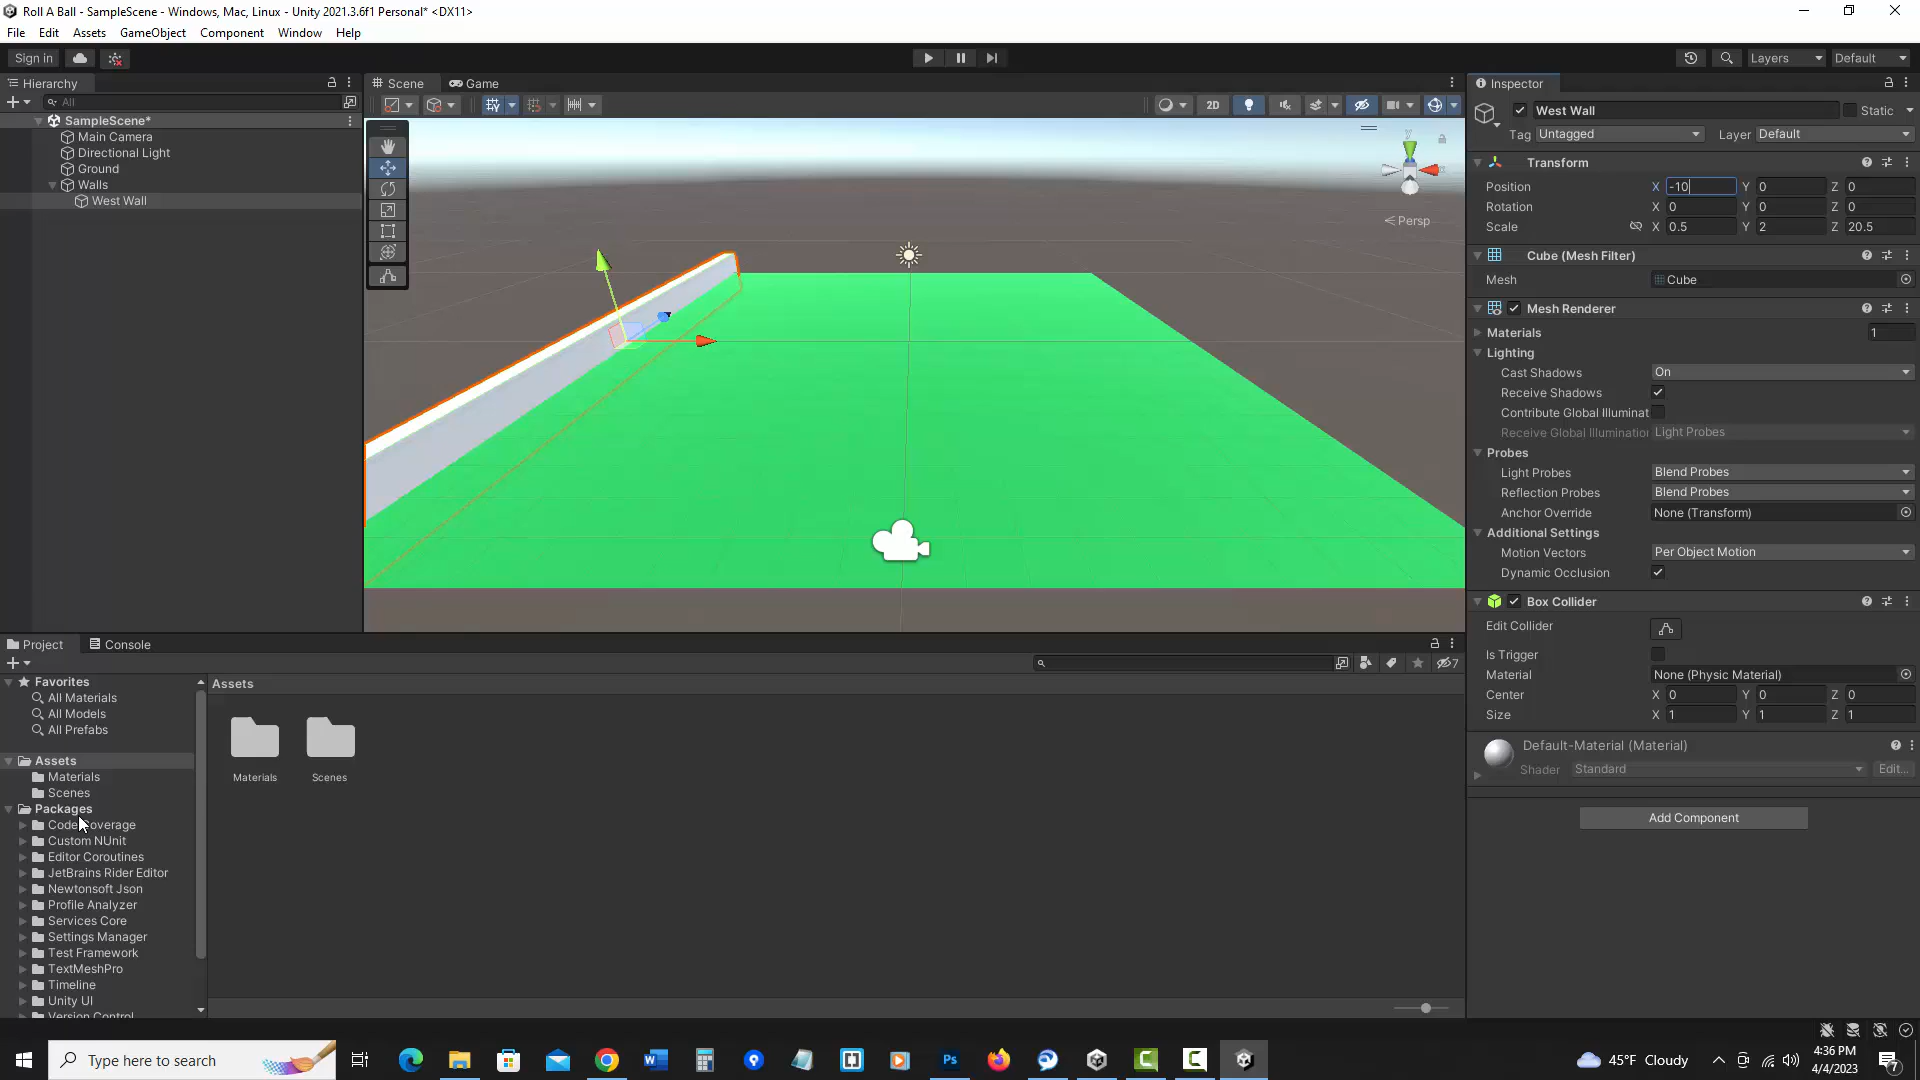 Roll A Ball - SampleScene - Windows, Mac, Linux - Unity 2021.3.6f1 Personal* <DX11>
File Edit Assets GameObject Component Window Help
Sign in
Layers Default
Hierarchy
All
SampleScene*
Main Camera
Directional Light
Ground
Walls
West Wall
Scene Game
2D
y
< Persp
Inspector
West Wall Static
Tag Untagged Layer Default
Transform
Position X -10 Y 0 Z 0
Rotation X 0 Y 0 Z 0
Scale X 0.5 Y 2 Z 20.5
Cube (Mesh Filter)
Mesh Cube
Mesh Renderer
Materials 1
Lighting
Cast Shadows On
Receive Shadows
Contribute Global Illuminat
Receive Global Illumination Light Probes
Probes
Light Probes Blend Probes
Reflection Probes Blend Probes
Anchor Override None (Transform)
Additional Settings
Motion Vectors Per Object Motion
Dynamic Occlusion
Box Collider
Edit Collider
Is Trigger
Material None (Physic Material)
Center X 0 Y 0 Z 0
Size X 1 Y 1 Z 1
Default-Material (Material)
Shader Standard Edit...
Add Component
Project Console
7
Favorites
All Materials
All Models
All Prefabs
Assets
Materials
Scenes
Packages
Code Coverage
Custom NUnit
Editor Coroutines
JetBrains Rider Editor
Newtonsoft Json
Profile Analyzer
Services Core
Settings Manager
Test Framework
TextMeshPro
Timeline
Unity UI
Version Control
Assets
Materials Scenes
Type here to search
Ps
45°F Cloudy
4:36 PM
4/4/2023
7